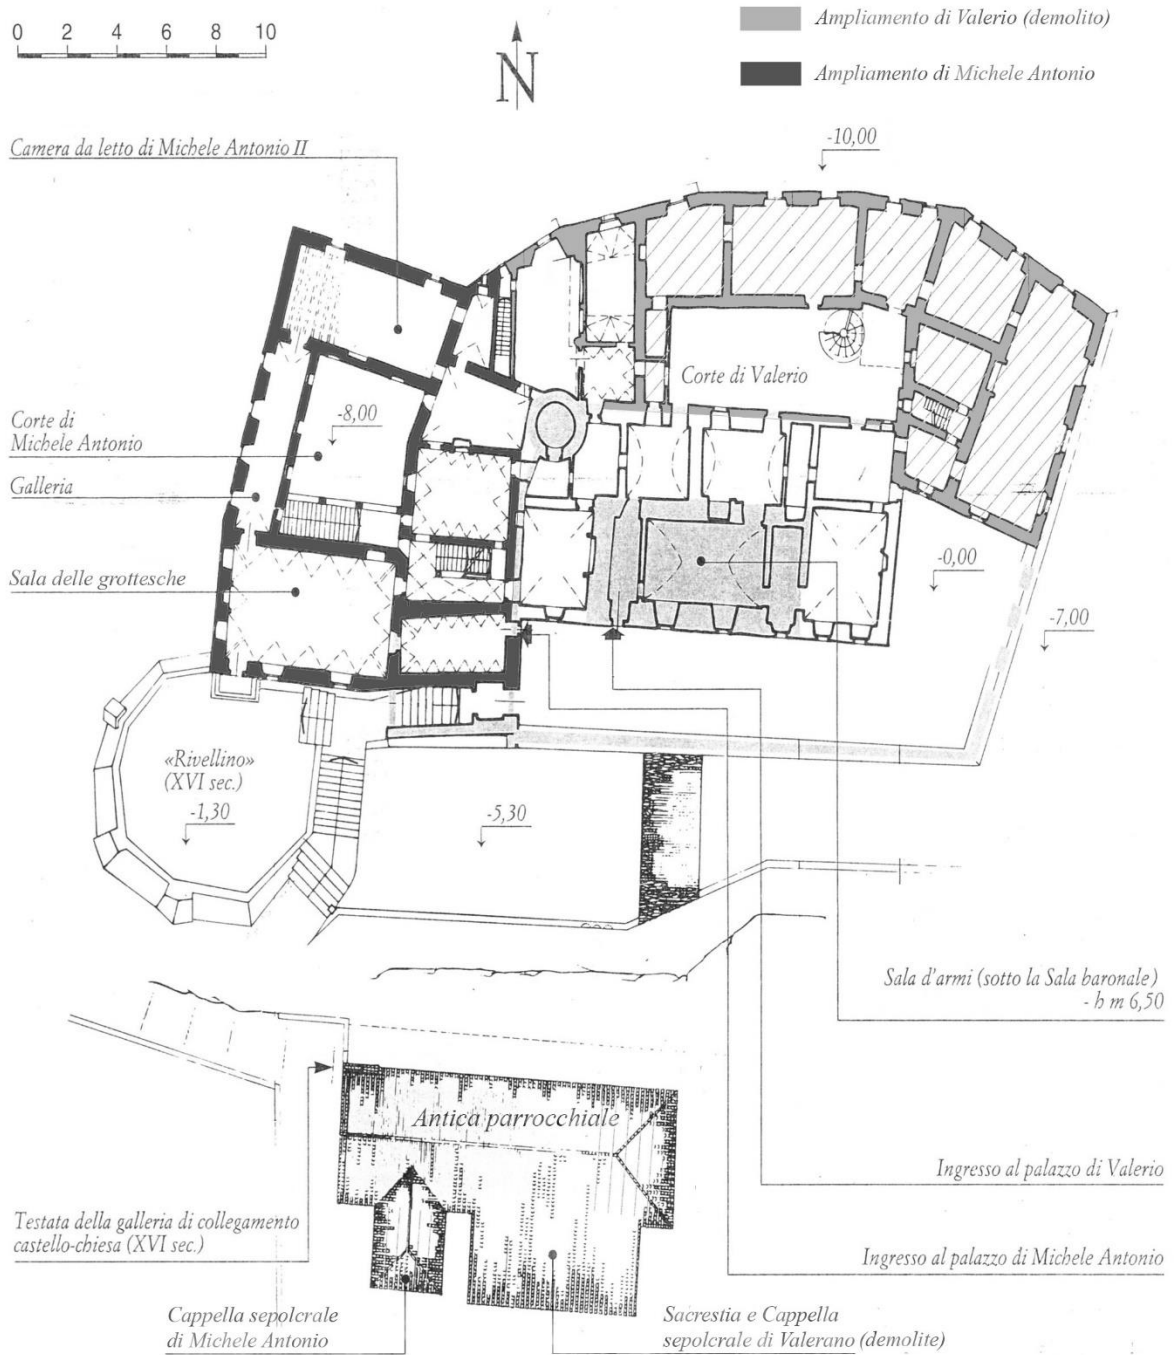 0 2 4 6 8 10
N
Ampliamento di Valerio (demolito)
Ampliamento di Michele Antonio
Camera da letto di Michele Antonio II
-10,00
Corte di Valerio
Corte di
Michele Antonio
-8,00
Galleria
Sala delle grottesche
-0,00
-7,00
«Rivellino»
(XVI sec.)
-1,30
-5,30
Sala d'armi (sotto la Sala baronale)
- h m 6,50
Antica parrocchiale
Ingresso al palazzo di Valerio
Testata della galleria di collegamento
castello-chiesa (XVI sec.)
Ingresso al palazzo di Michele Antonio
Cappella sepolcrale
di Michele Antonio
Sacrestia e Cappella
sepolcrale di Valerano (demolite)